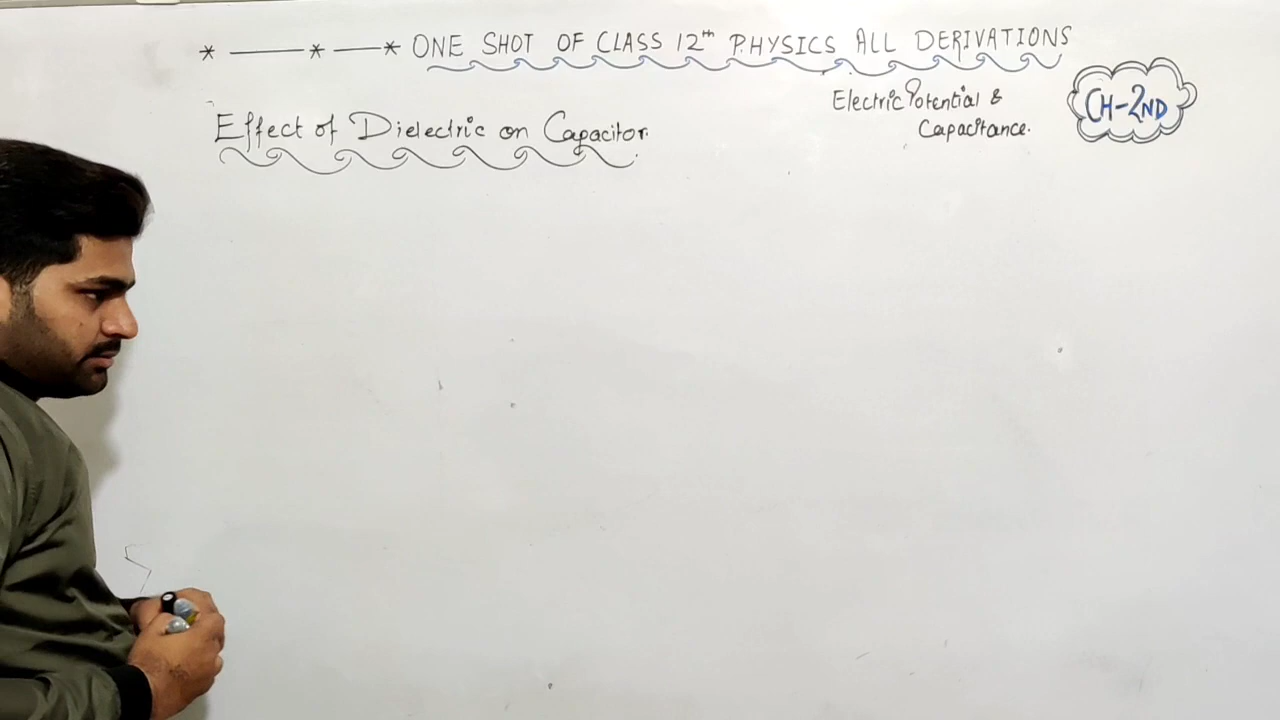 * ——— * —— * ONE SHOT OF CLASS 12th PHYSICS ALL DERIVATIONS
Electric Potential &
Capacitance.
CH-2ND
Effect of Dielectric on Capacitor.